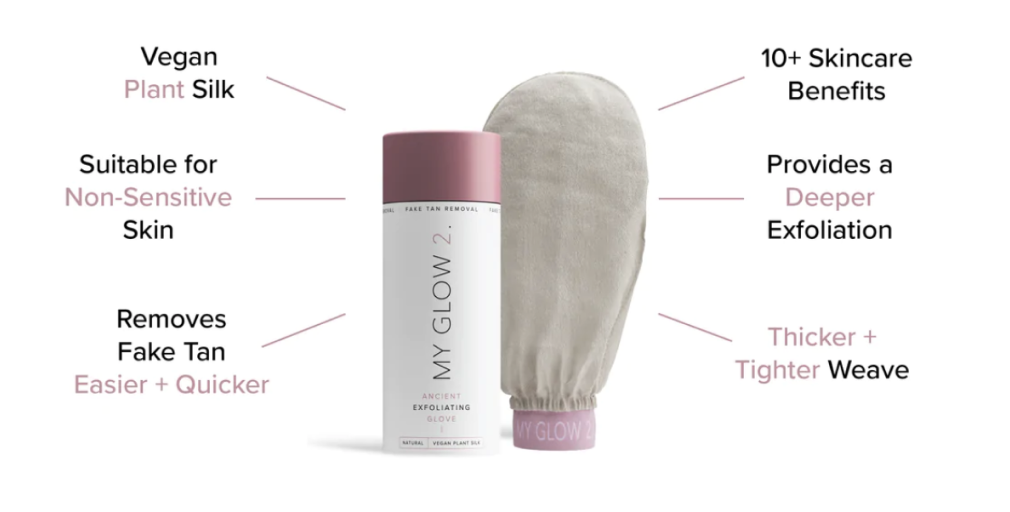 Vegan
Plant Silk
Suitable for
Non-Sensitive
Skin
Removes
Fake Tan
Easier + Quicker
FAKE TAN REMOVAL
MY GLOW 2.
ANCIENT
EXFOLIATING
GLOVE
NATURAL
VEGAN PLANT SILK
MY GLOW 2
10+ Skincare
Benefits
Provides a
Deeper
Exfoliation
Thicker +
Tighter Weave